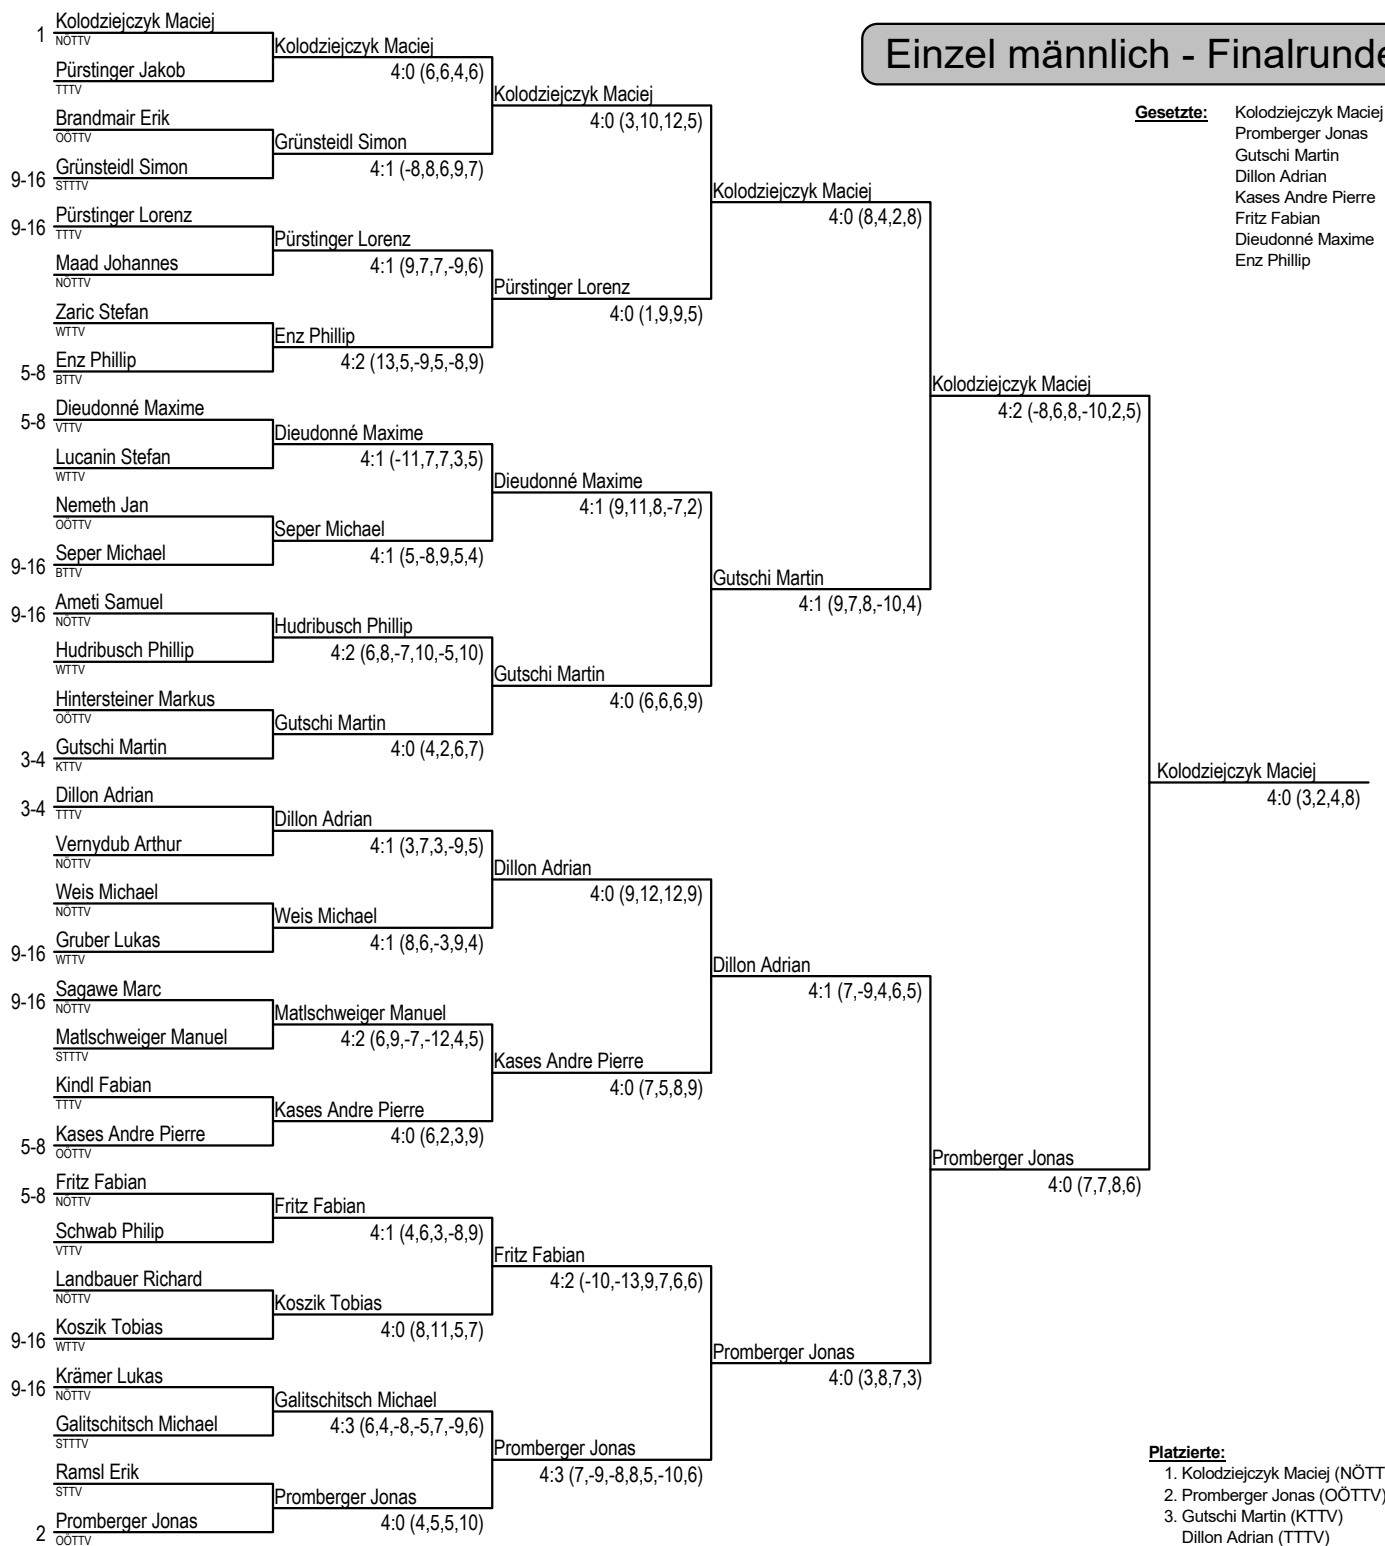 Einzel männlich - Finalrunde
Gesetzte:
Kolodziejczyk Maciej
Promberger Jonas
Gutschi Martin
Dillon Adrian
Kases Andre Pierre
Fritz Fabian
Dieudonné Maxime
Enz Phillip
1 Kolodziejczyk Maciej
NÖTTV
Pürstinger Jakob
TTTV
Brandmair Erik
OÖTTV
9-16 Grünsteidl Simon
STTTV
9-16 Pürstinger Lorenz
TTTV
Maad Johannes
NÖTTV
Zaric Stefan
WTTV
5-8 Enz Phillip
BTTV
5-8 Dieudonné Maxime
VTTV
Lucanin Stefan
WTTV
Nemeth Jan
OÖTTV
9-16 Seper Michael
BTTV
9-16 Ameti Samuel
NÖTTV
Hudribusch Phillip
WTTV
Hintersteiner Markus
OÖTTV
3-4 Gutschi Martin
KTTV
3-4 Dillon Adrian
TTTV
Vernydub Arthur
NÖTTV
Weis Michael
NÖTTV
9-16 Gruber Lukas
WTTV
9-16 Sagawe Marc
NÖTTV
Matlschweiger Manuel
STTTV
Kindl Fabian
TTTV
5-8 Kases Andre Pierre
OÖTTV
5-8 Fritz Fabian
NÖTTV
Schwab Philip
VTTV
Landbauer Richard
NÖTTV
9-16 Koszik Tobias
WTTV
9-16 Krämer Lukas
NÖTTV
Galitschitsch Michael
STTTV
Ramsl Erik
STTV
2 Promberger Jonas
OÖTTV
Kolodziejczyk Maciej
4:0 (6,6,4,6)
Grünsteidl Simon
4:1 (-8,8,6,9,7)
Pürstinger Lorenz
4:1 (9,7,7,-9,6)
Enz Phillip
4:2 (13,5,-9,5,-8,9)
Dieudonné Maxime
4:1 (-11,7,7,3,5)
Seper Michael
4:1 (5,-8,9,5,4)
Hudribusch Phillip
4:2 (6,8,-7,10,-5,10)
Gutschi Martin
4:0 (4,2,6,7)
Dillon Adrian
4:1 (3,7,3,-9,5)
Weis Michael
4:1 (8,6,-3,9,4)
Matlschweiger Manuel
4:2 (6,9,-7,-12,4,5)
Kases Andre Pierre
4:0 (6,2,3,9)
Fritz Fabian
4:1 (4,6,3,-8,9)
Koszik Tobias
4:0 (8,11,5,7)
Galitschitsch Michael
4:3 (6,4,-8,-5,7,-9,6)
Promberger Jonas
4:0 (4,5,5,10)
Kolodziejczyk Maciej
4:0 (3,10,12,5)
Pürstinger Lorenz
4:0 (1,9,9,5)
Dieudonné Maxime
4:1 (9,11,8,-7,2)
Gutschi Martin
4:0 (6,6,6,9)
Dillon Adrian
4:0 (9,12,12,9)
Kases Andre Pierre
4:0 (7,5,8,9)
Fritz Fabian
4:2 (-10,-13,9,7,6,6)
Promberger Jonas
4:3 (7,-9,-8,8,5,-10,6)
Kolodziejczyk Maciej
4:0 (8,4,2,8)
Gutschi Martin
4:1 (9,7,8,-10,4)
Dillon Adrian
4:1 (7,-9,4,6,5)
Promberger Jonas
4:0 (3,8,7,3)
Kolodziejczyk Maciej
4:2 (-8,6,8,-10,2,5)
Promberger Jonas
4:0 (7,7,8,6)
Kolodziejczyk Maciej
4:0 (3,2,4,8)
Platzierte:
1. Kolodziejczyk Maciej (NÖTT
2. Promberger Jonas (OÖTTV)
3. Gutschi Martin (KTTV)
Dillon Adrian (TTTV)